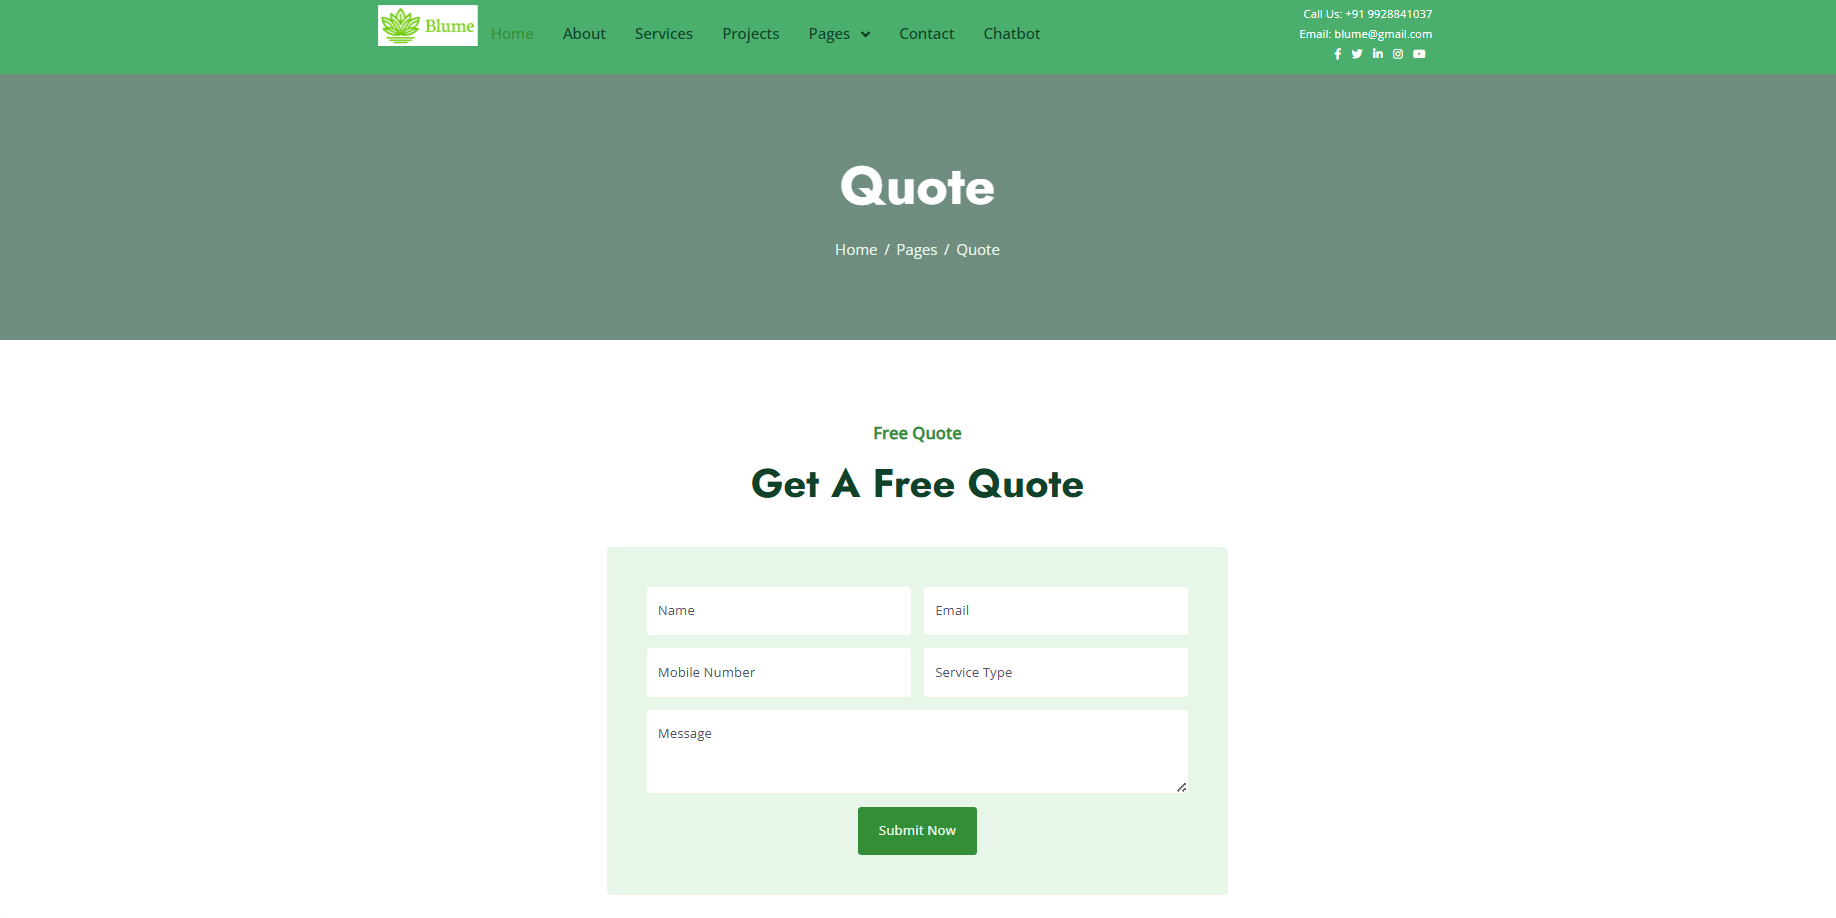 Blume
Home About Services Projects Pages Contact Chatbot
Call Us: +91 9928841037
Email: blume@gmail.com
Quote
Home / Pages / Quote
Free Quote
Get A Free Quote
Name Email
Mobile Number Service Type
Message
Submit Now